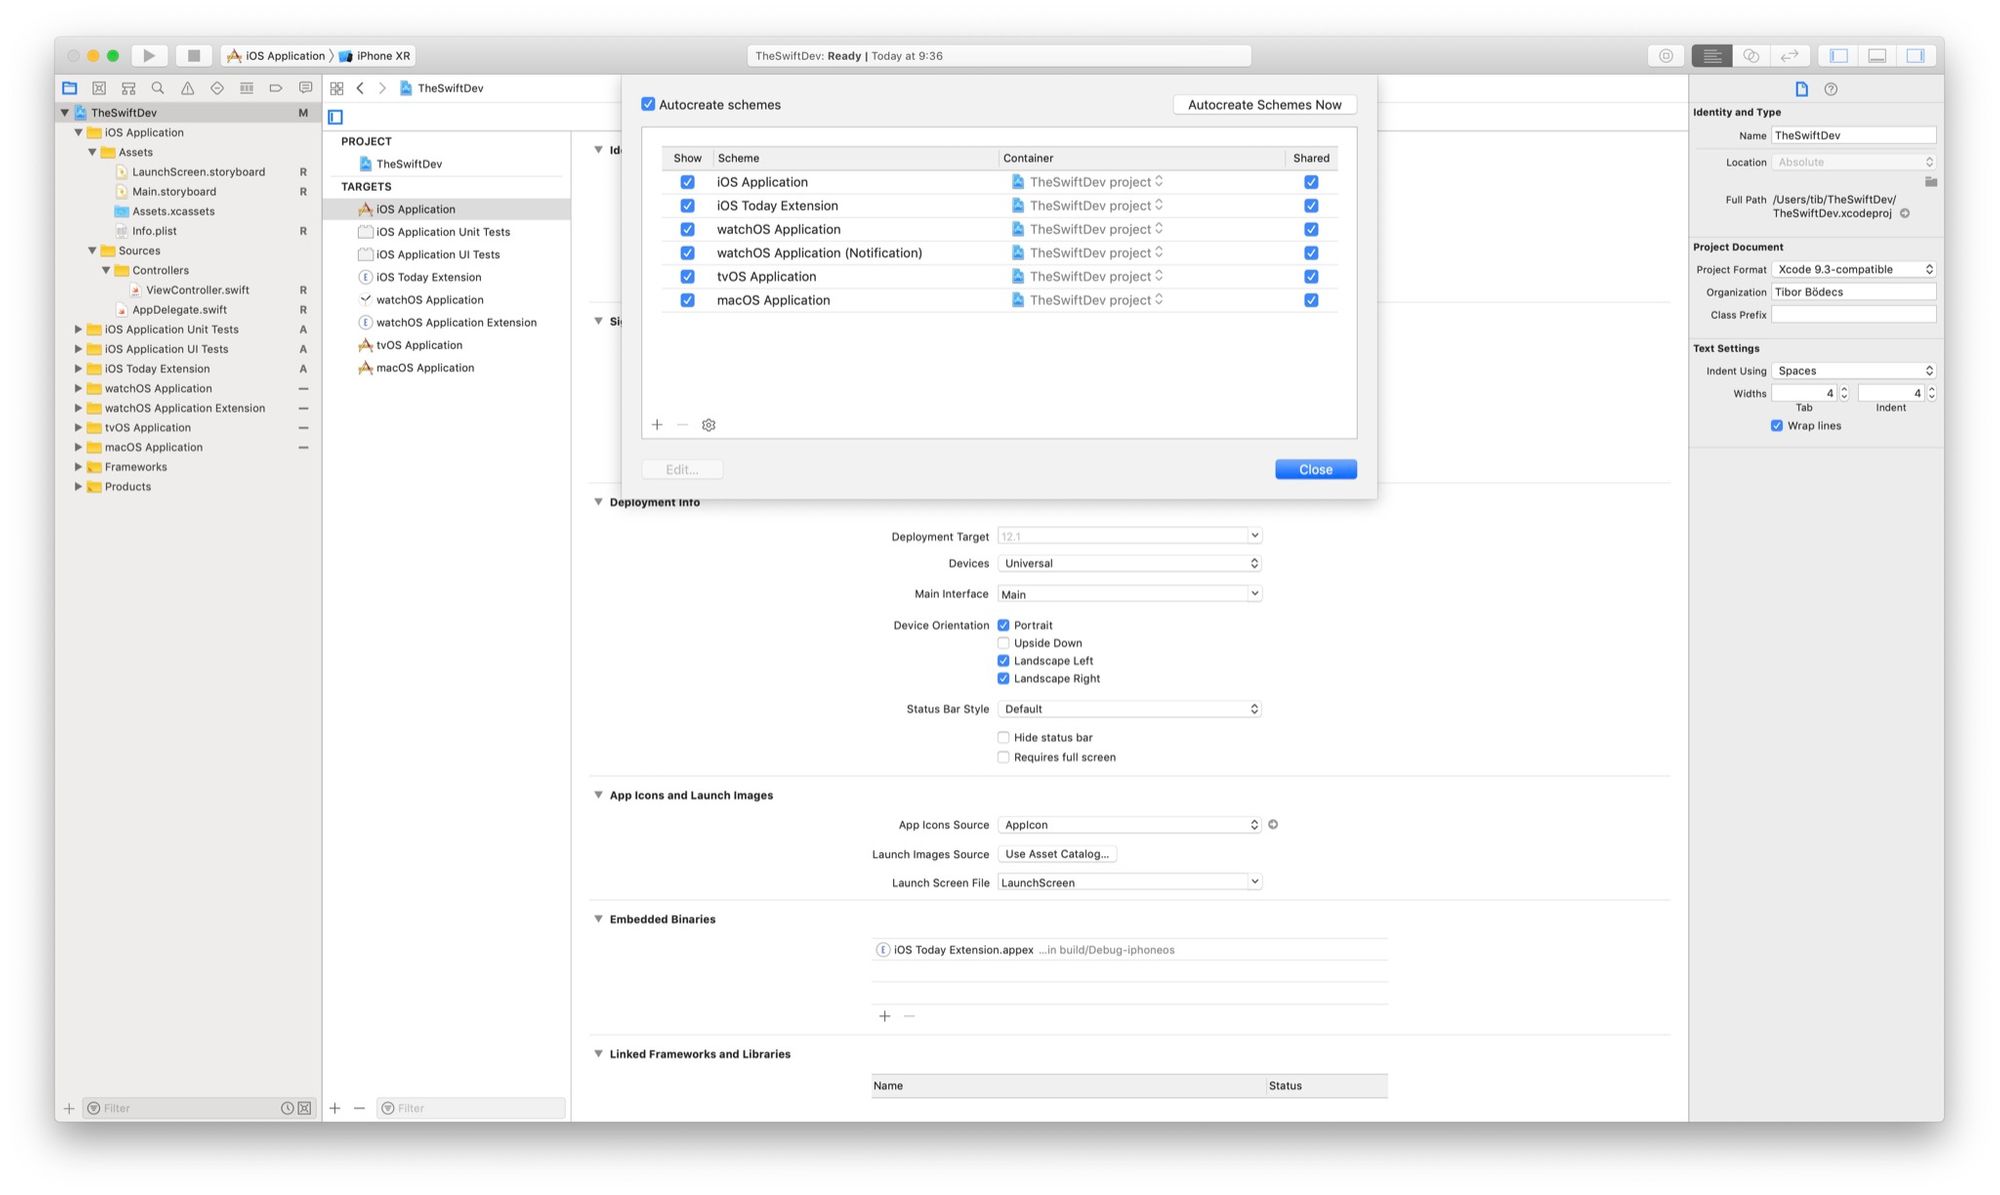 iOS Application 〉 iPhone XR
TheSwiftDev: Ready | Today at 9:36
TheSwiftDev M
iOS Application
Assets
LaunchScreen.storyboard R
Main.storyboard R
Assets.xcassets
Info.plist R
Sources
Controllers
ViewController.swift R
AppDelegate.swift R
iOS Application Unit Tests A
iOS Application UI Tests A
iOS Today Extension A
watchOS Application —
watchOS Application Extension —
tvOS Application —
macOS Application —
Frameworks
Products
Filter
TheSwiftDev
PROJECT
TheSwiftDev
TARGETS
iOS Application
iOS Application Unit Tests
iOS Application UI Tests
E iOS Today Extension
watchOS Application
E watchOS Application Extension
tvOS Application
macOS Application
Filter
Autocreate schemes
Autocreate Schemes Now
Show Scheme Container Shared
iOS Application TheSwiftDev project
iOS Today Extension TheSwiftDev project
watchOS Application TheSwiftDev project
watchOS Application (Notification) TheSwiftDev project
tvOS Application TheSwiftDev project
macOS Application TheSwiftDev project
Edit...
Close
Id
Si
Deployment Info
Deployment Target 12.1
Devices Universal
Main Interface Main
Device Orientation Portrait
Upside Down
Landscape Left
Landscape Right
Status Bar Style Default
Hide status bar
Requires full screen
App Icons and Launch Images
App Icons Source AppIcon
Launch Images Source Use Asset Catalog...
Launch Screen File LaunchScreen
Embedded Binaries
E iOS Today Extension.appex ...in build/Debug-iphoneos
Linked Frameworks and Libraries
Name Status
Identity and Type
Name TheSwiftDev
Location Absolute
Full Path /Users/tib/TheSwiftDev/
TheSwiftDev.xcodeproj
Project Document
Project Format Xcode 9.3-compatible
Organization Tibor Bödecs
Class Prefix
Text Settings
Indent Using Spaces
Widths 4 4
Tab Indent
Wrap lines